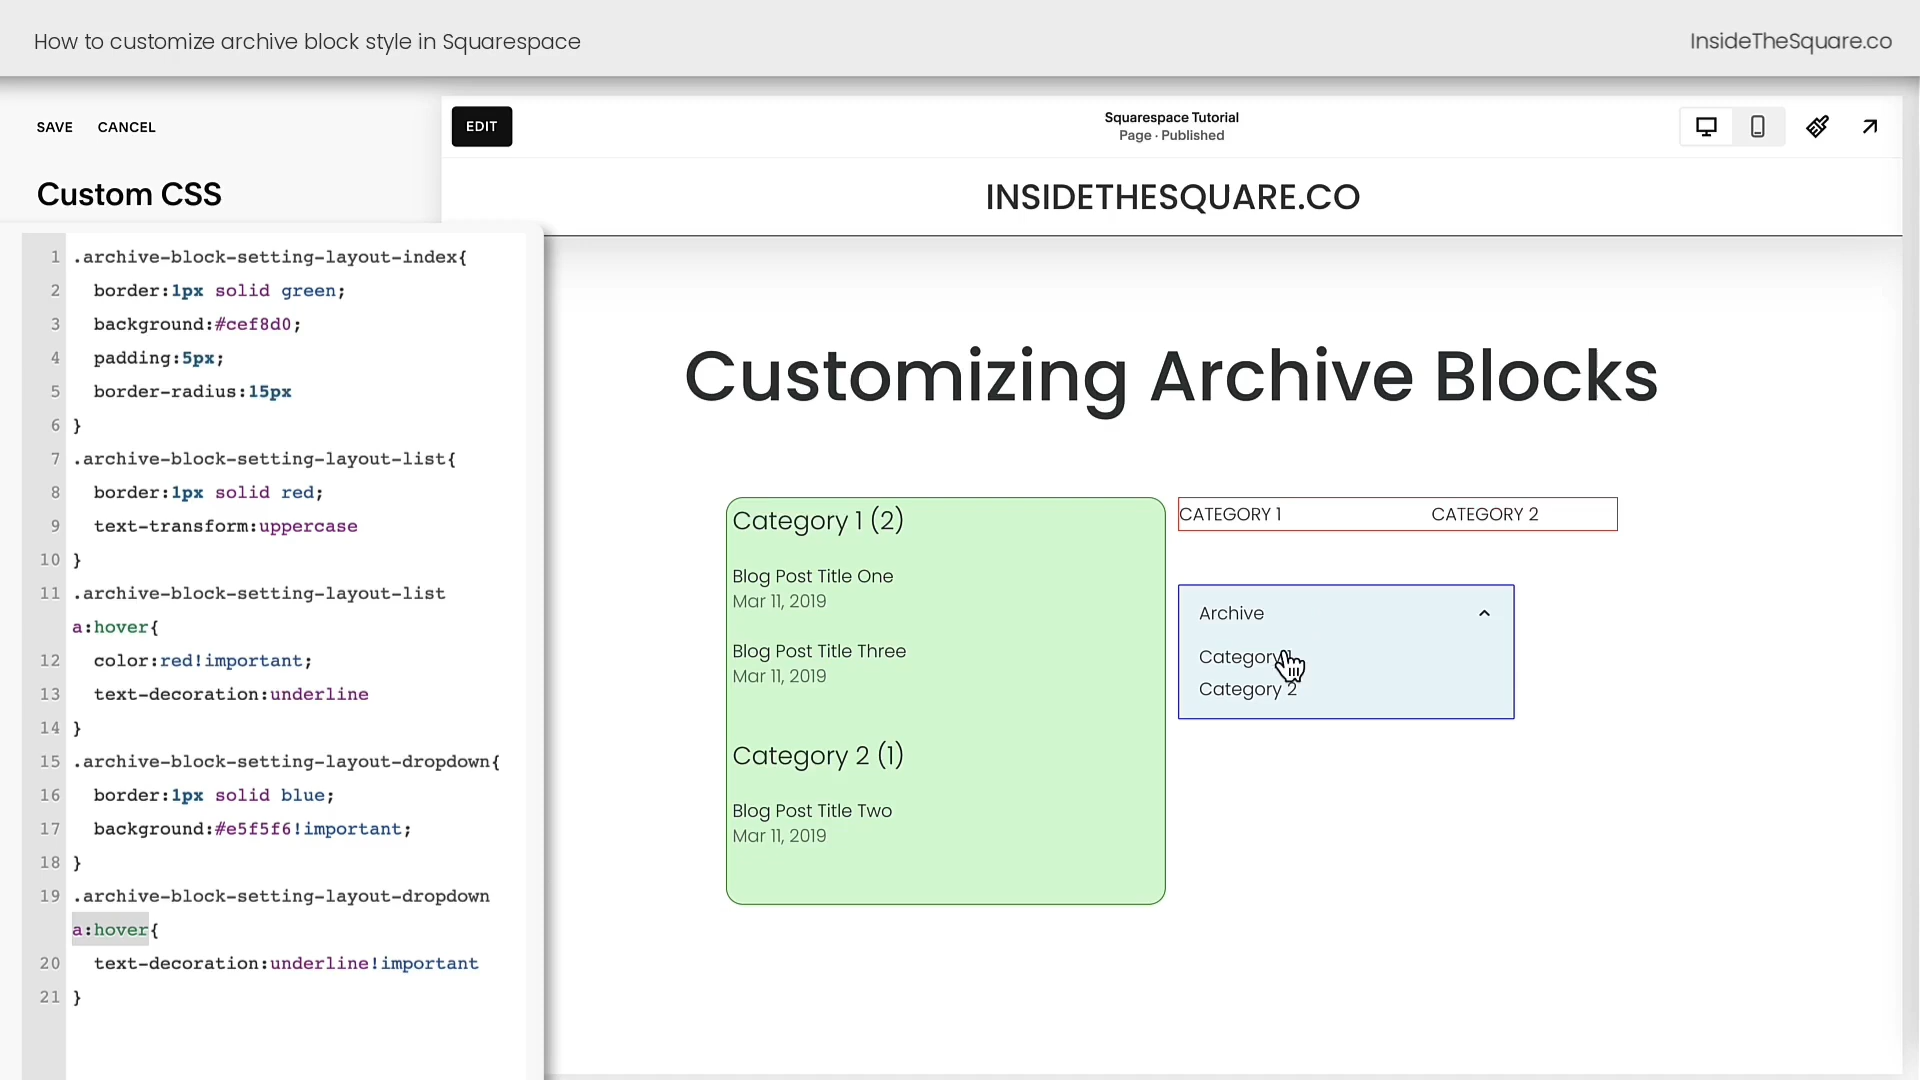 How to customize archive block style in Squarespace
InsideTheSquare.co
SAVE CANCEL
EDIT
Squarespace Tutorial
Page · Published
Custom CSS
INSIDETHESQUARE.CO
1 .archive-block-setting-layout-index{
2 border:1px solid green;
3 background:#cef8d0;
4 padding:5px;
5 border-radius:15px
6 }
7 .archive-block-setting-layout-list{
8 border:1px solid red;
9 text-transform:uppercase
10 }
11 .archive-block-setting-layout-list
a:hover{
12 color:red!important;
13 text-decoration:underline
14 }
15 .archive-block-setting-layout-dropdown{
16 border:1px solid blue;
17 background:#e5f5f6!important;
18 }
19 .archive-block-setting-layout-dropdown
a:hover{
20 text-decoration:underline!important
21 }
Customizing Archive Blocks
Category 1 (2)
Blog Post Title One
Mar 11, 2019
Blog Post Title Three
Mar 11, 2019
Category 2 (1)
Blog Post Title Two
Mar 11, 2019
CATEGORY 1 CATEGORY 2
Archive
Category 1
Category 2